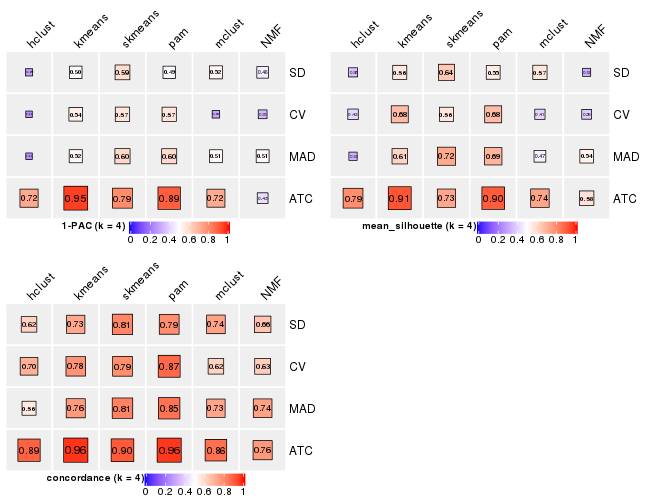 hclust kmeans skmeans pam mclust NMF
0.50 0.59 0.49 0.52 0.45 SD
0.54 0.57 0.57 CV
0.52 0.60 0.60 0.51 0.51 MAD
0.72 0.95 0.79 0.89 0.72 0.43 ATC
1-PAC (k = 4)
0 0.2 0.4 0.6 0.8 1
hclust kmeans skmeans pam mclust NMF
0.56 0.64 0.55 0.57 SD
0.42 0.68 0.56 0.68 0.41 CV
0.61 0.72 0.69 0.47 0.54 MAD
0.79 0.91 0.73 0.90 0.74 0.58 ATC
mean_silhouette (k = 4)
0 0.2 0.4 0.6 0.8 1
hclust kmeans skmeans pam mclust NMF
0.62 0.73 0.81 0.79 0.74 0.66 SD
0.70 0.78 0.79 0.87 0.62 0.63 CV
0.56 0.76 0.81 0.85 0.73 0.74 MAD
0.89 0.96 0.90 0.96 0.86 0.76 ATC
concordance (k = 4)
0 0.2 0.4 0.6 0.8 1